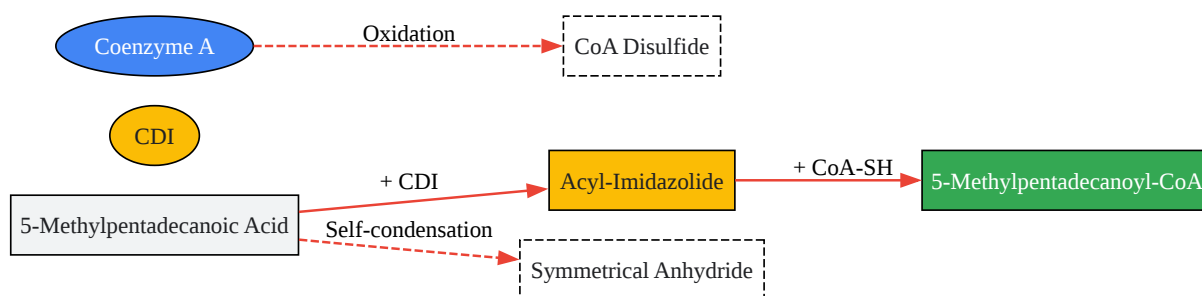 Coenzyme A
Oxidation
CoA Disulfide
CDI
5-Methylpentadecanoic Acid
+ CDI
Acyl-Imidazolide
+ CoA-SH
5-Methylpentadecanoyl-CoA
Self-condensation
Symmetrical Anhydride